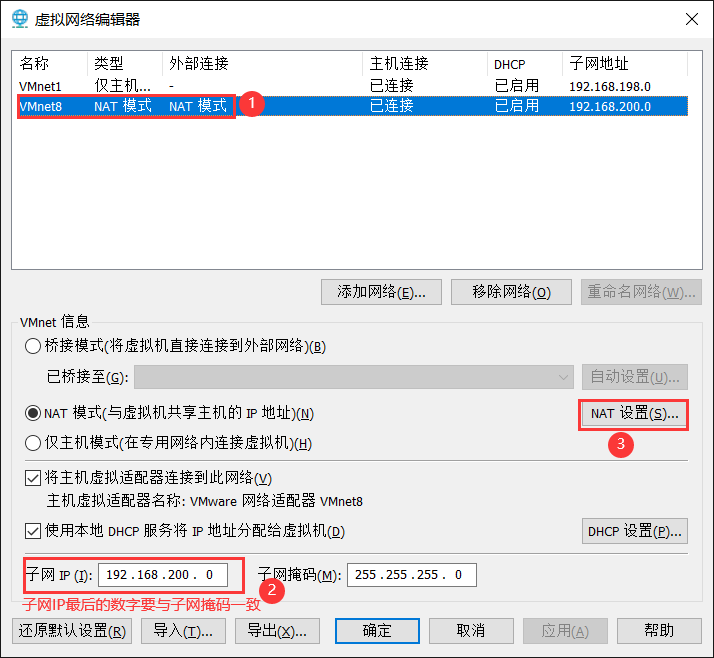 虚拟网络编辑器
名称 类型 外部连接 主机连接 DHCP 子网地址
VMnet1 仅主机... - 已连接 已启用 192.168.198.0
VMnet8 NAT 模式 NAT 模式 已连接 已启用 192.168.200.0
1
添加网络(E)... 移除网络(O) 重命名网络(W)...
VMnet 信息
桥接模式(将虚拟机直接连接到外部网络)(B)
已桥接至(G): 自动设置(U)...
NAT 模式(与虚拟机共享主机的 IP 地址)(N) NAT 设置(S)...
3
仅主机模式(在专用网络内连接虚拟机)(H)
将主机虚拟适配器连接到此网络(V)
主机虚拟适配器名称: VMware 网络适配器 VMnet8
使用本地 DHCP 服务将 IP 地址分配给虚拟机(D) DHCP 设置(P)...
子网 IP (I): 192.168.200. 0 子网掩码(M): 255.255.255. 0
2
子网IP最后的数字要与子网掩码一致
还原默认设置(R) 导入(T)... 导出(X)... 确定 取消 应用(A) 帮助